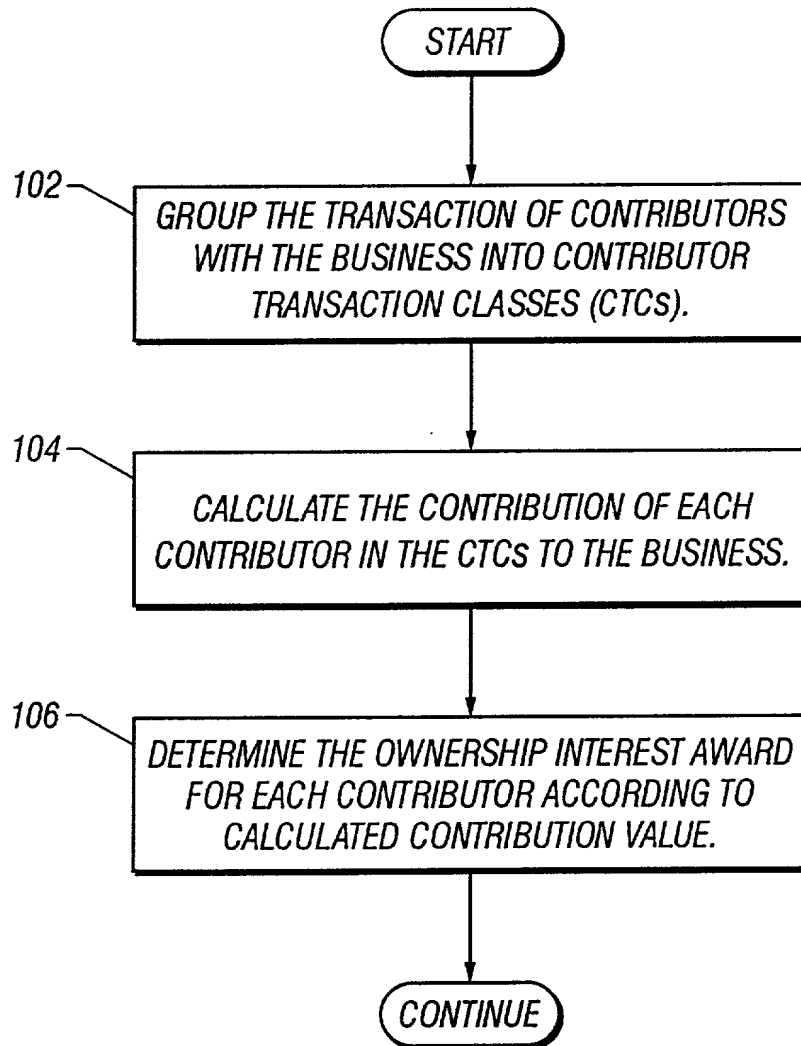 START
102
GROUP THE TRANSACTION OF CONTRIBUTORS
WITH THE BUSINESS INTO CONTRIBUTOR
TRANSACTION CLASSES (CTCs).
104
CALCULATE THE CONTRIBUTION OF EACH
CONTRIBUTOR IN THE CTCs TO THE BUSINESS.
106
DETERMINE THE OWNERSHIP INTEREST AWARD
FOR EACH CONTRIBUTOR ACCORDING TO
CALCULATED CONTRIBUTION VALUE.
CONTINUE